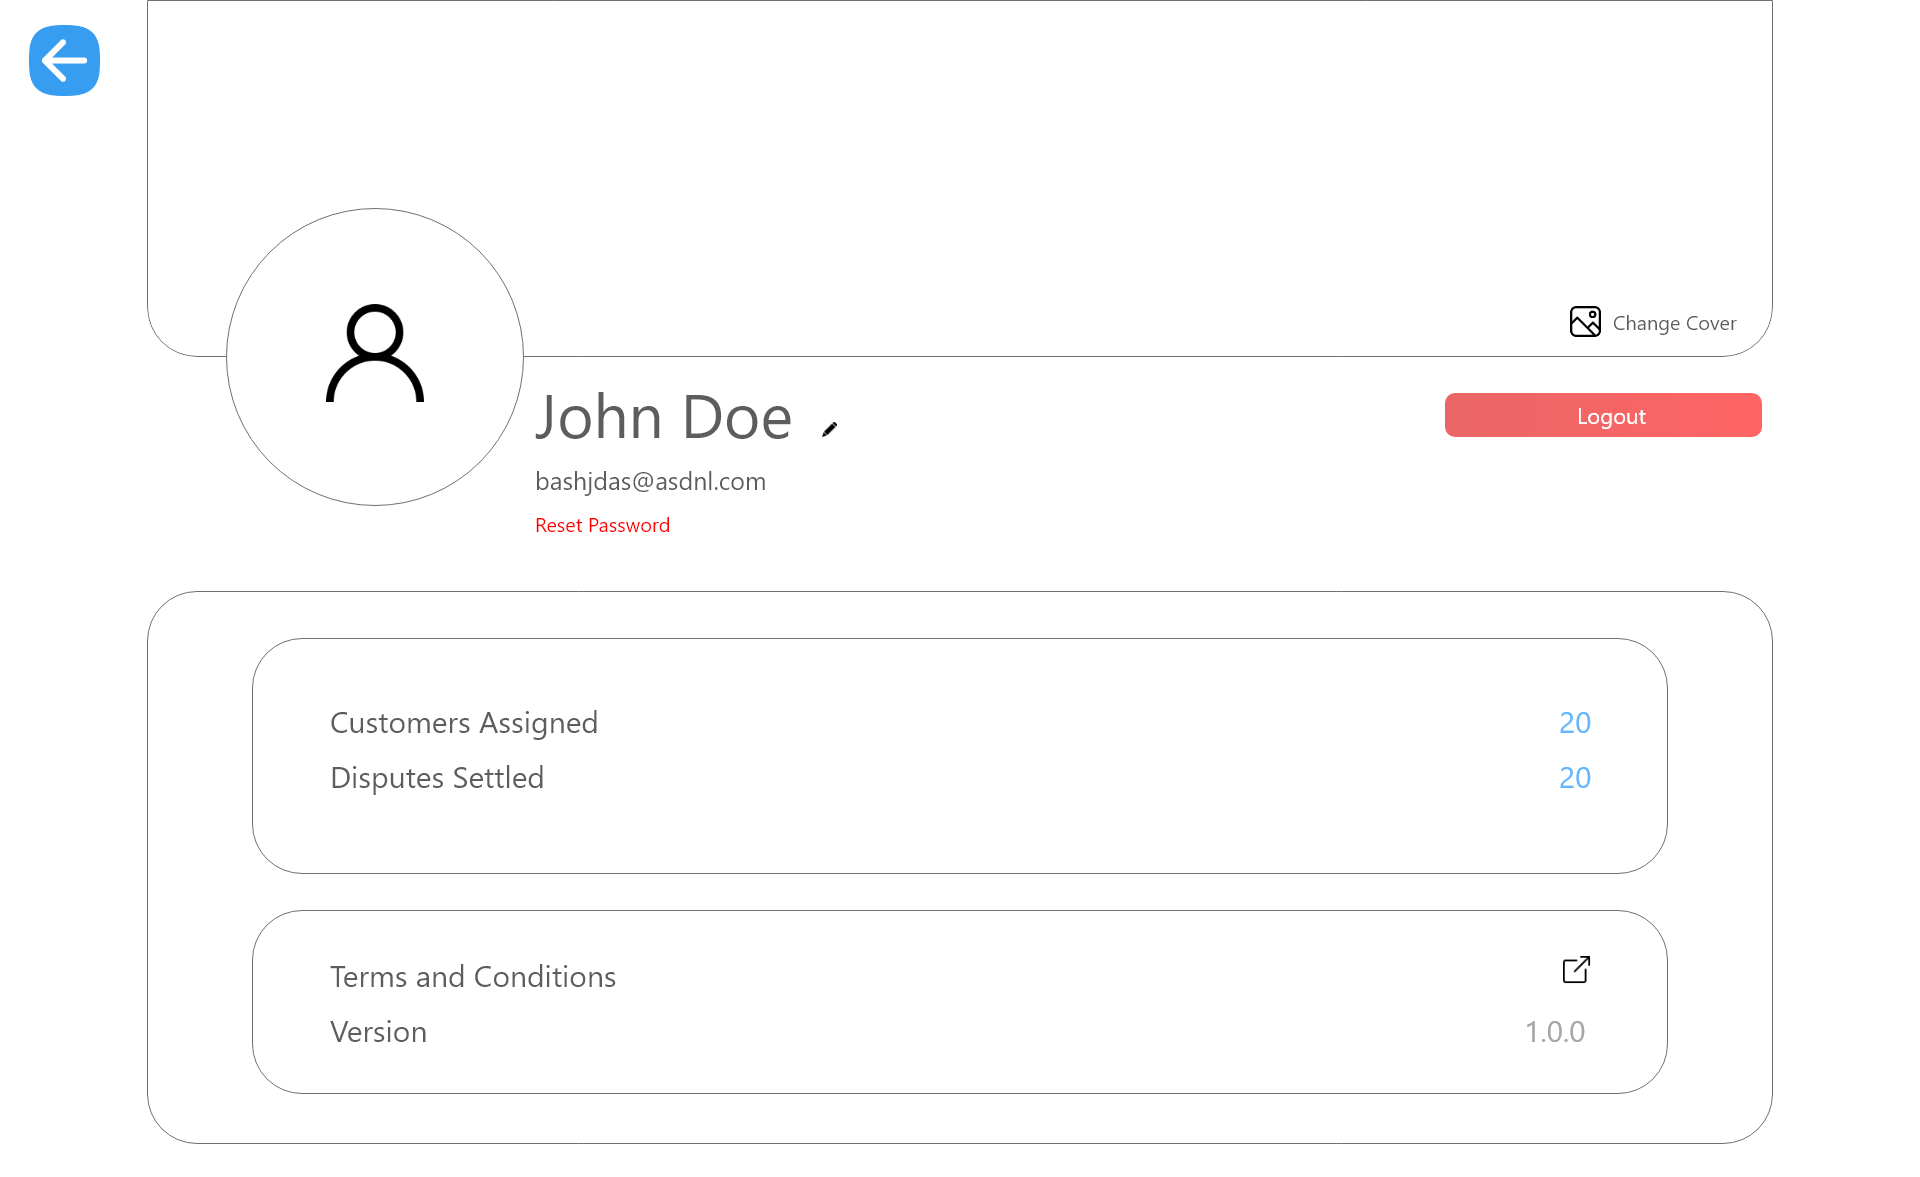 Change Cover
John Doe
Logout
bashjdas@asdnl.com
Reset Password
Customers Assigned 20
Disputes Settled 20
Terms and Conditions
Version 1.0.0